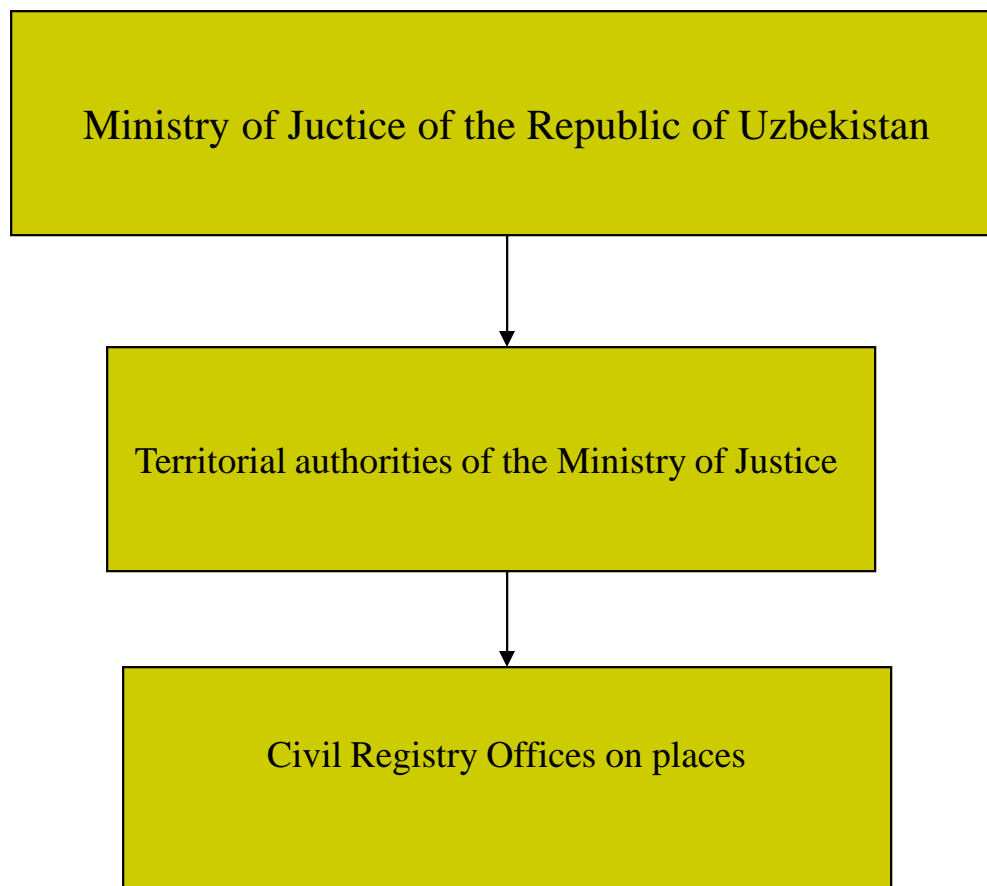 Ministry of Juctice of the Republic of Uzbekistan
Territorial authorities of the Ministry of Justice
Civil Registry Offices on places